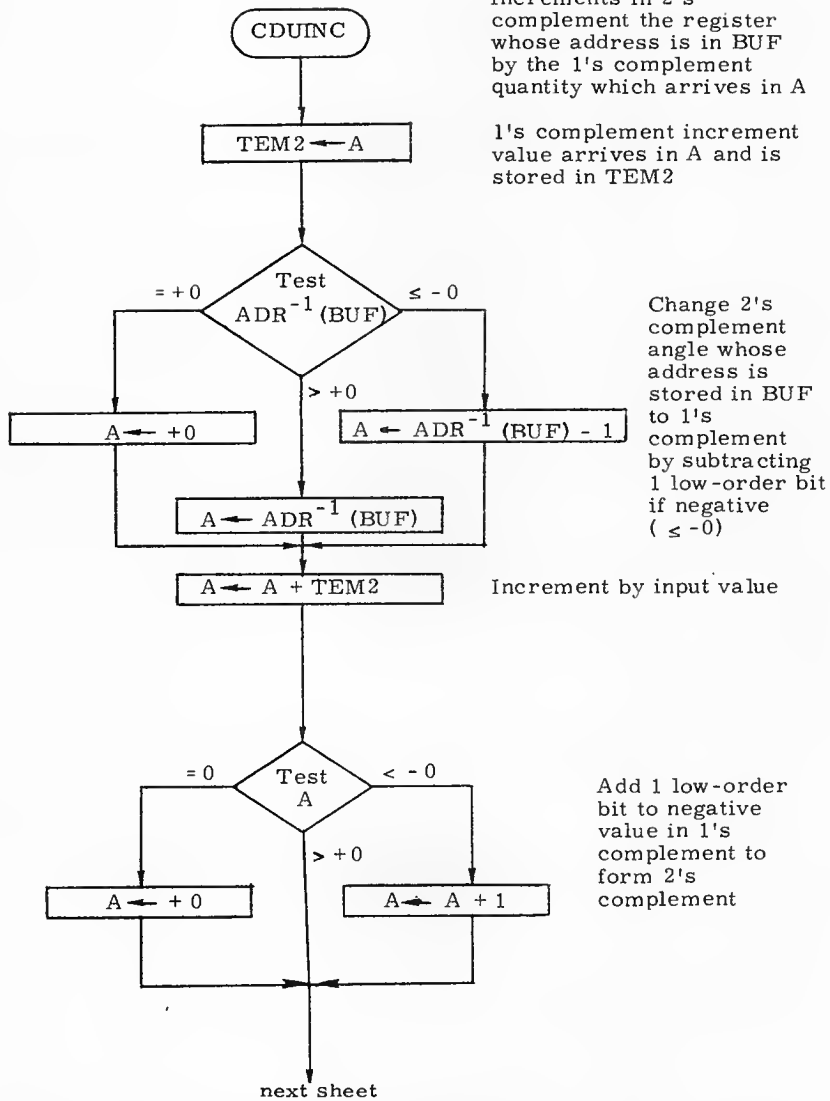 Increments in 2's
complement the register
whose address is in BUF
by the 1's complement
quantity which arrives in A
CDUINC
TEM2 ← A
1's complement increment
value arrives in A and is
stored in TEM2
= +0
Test
ADR⁻¹ (BUF)
≤ -0
> +0
Change 2's
complement
angle whose
address is
stored in BUF
to 1's
complement
by subtracting
1 low-order bit
if negative
( ≤ -0)
A ← +0
A ← ADR⁻¹ (BUF) - 1
A ← ADR⁻¹ (BUF)
A ← A + TEM2
Increment by input value
= 0
Test
A
< -0
> +0
Add 1 low-order
bit to negative
value in 1's
complement to
form 2's
complement
A ← +0
A ← A + 1
next sheet